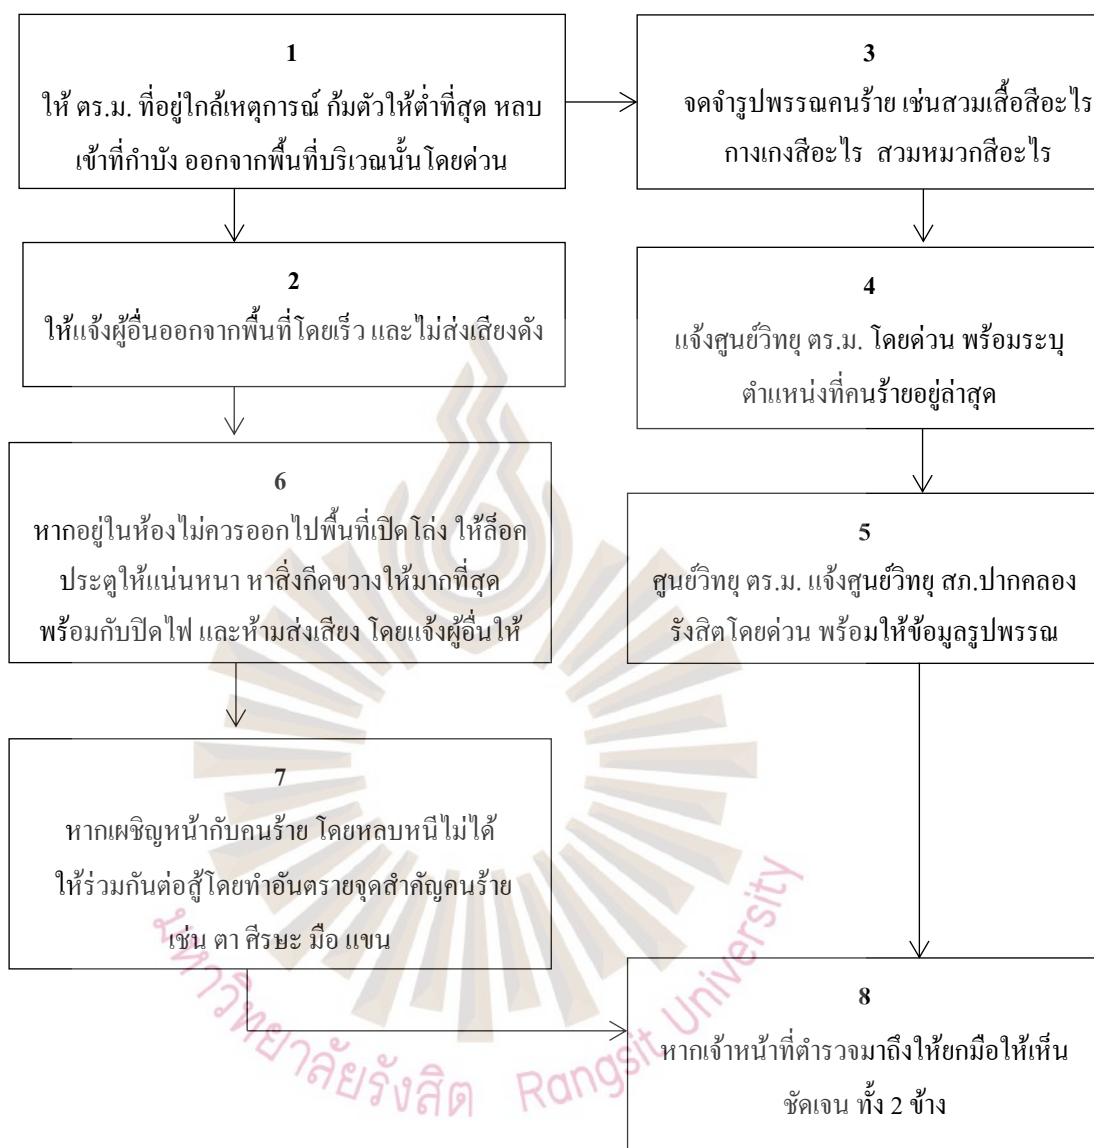 1
ให้ ตร.ม. ที่อยู่ใกล้เหตุการณ์ ก้มตัวให้ต่ำที่สุด หลบ
เข้าที่กำบัง ออกจากพื้นที่บริเวณนั้นโดยด่วน
2
ให้แจ้งผู้อื่นออกจากพื้นที่โดยเร็ว และไม่ส่งเสียงดัง
3
จดจำรูปพรรณคนร้าย เช่นสวมเสื้อสีอะไร
กางเกงสีอะไร สวมหมวกสีอะไร
4
แจ้งศูนย์วิทยุ ตร.ม. โดยด่วน พร้อมระบุ
ตำแหน่งที่คนร้ายอยู่ล่าสุด
5
ศูนย์วิทยุ ตร.ม. แจ้งศูนย์วิทยุ สภ.ปากคลอง
รังสิตโดยด่วน พร้อมให้ข้อมูลรูปพรรณ
6
หากอยู่ในห้องไม่ควรออกไปพื้นที่เปิดโล่ง ให้ล็อค
ประตูให้แน่นหนา หาสิ่งกีดขวางให้มากที่สุด
พร้อมกับปิดไฟ และห้ามส่งเสียง โดยแจ้งผู้อื่นให้
7
หากเผชิญหน้ากับคนร้าย โดยหลบหนีไม่ได้
ให้ร่วมกันต่อสู้โดยทำอันตรายจุดสำคัญคนร้าย
เช่น ตา ศีรษะ มือ แขน
8
หากเจ้าหน้าที่ตำรวจมาถึงให้ยกมือให้เห็น
ชัดเจน ทั้ง 2 ข้าง
มหาวิทยาลัยรังสิต Rangsit University